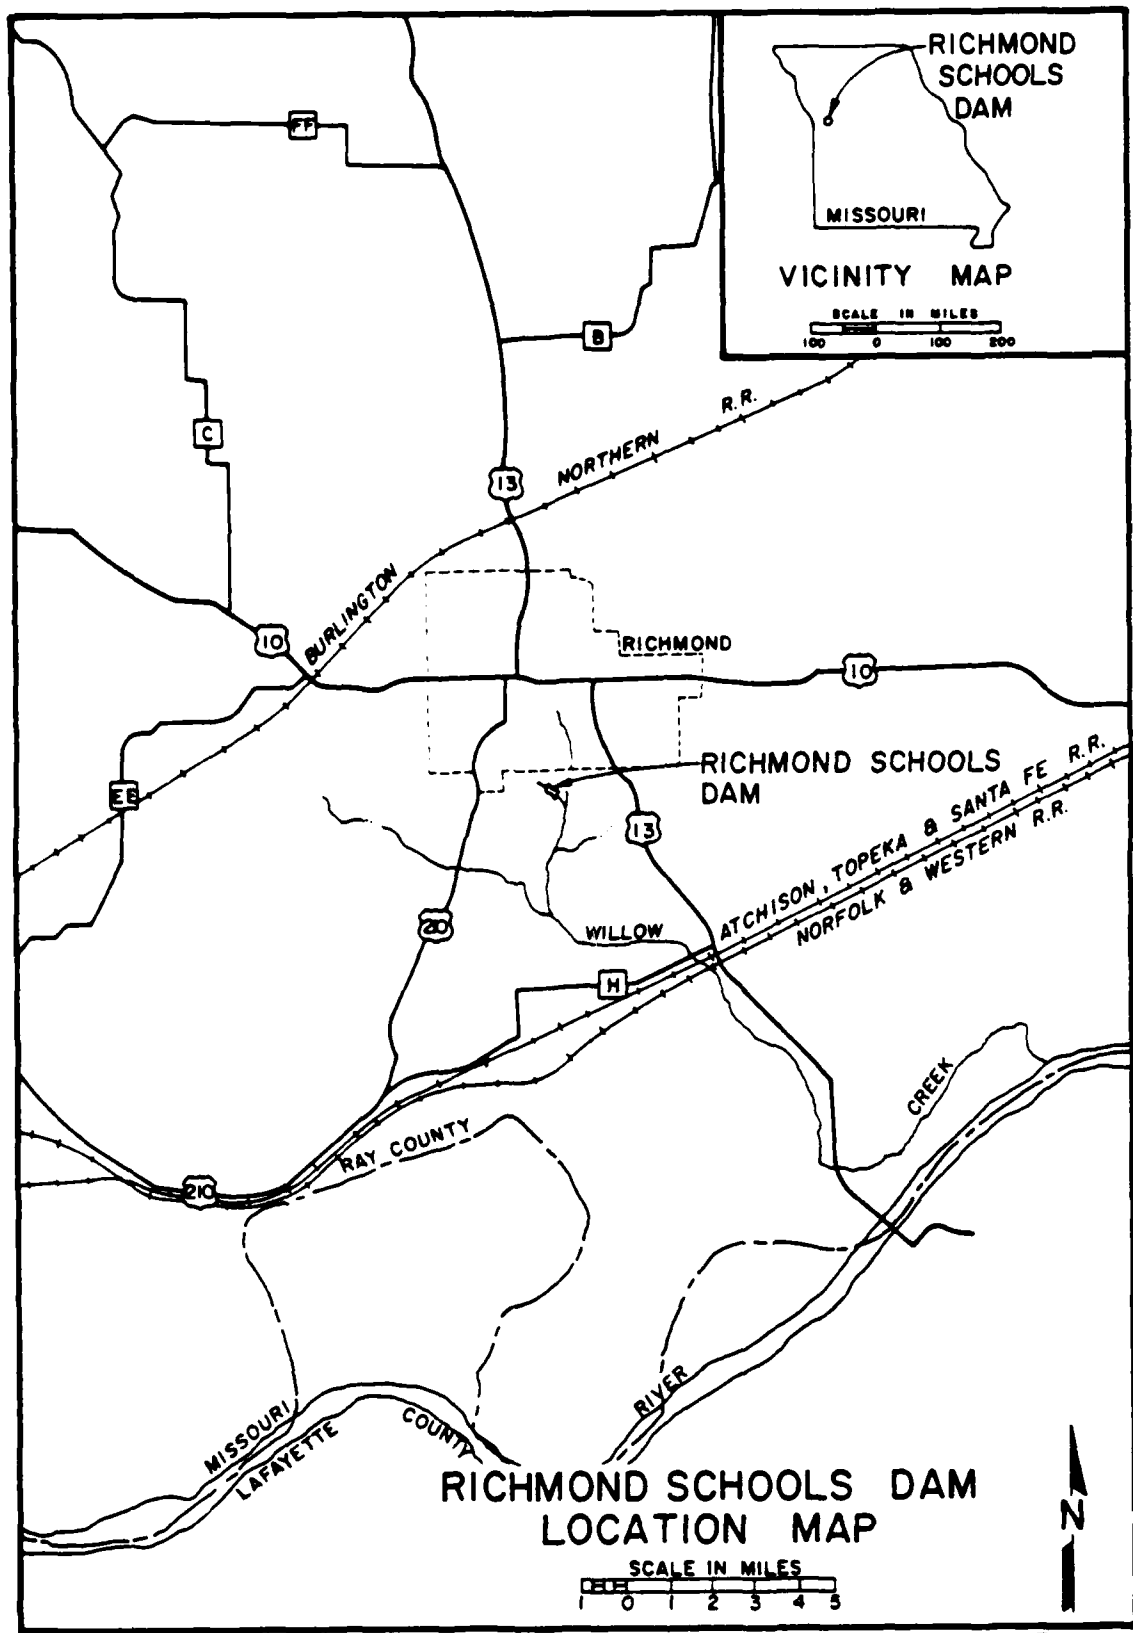 RICHMOND
SCHOOLS
DAM
MISSOURI
VICINITY MAP
SCALE IN MILES
100 0 100 200
FF
B
C
R.R.
NORTHERN
13
BURLINGTON
10
RICHMOND
10
EE
RICHMOND SCHOOLS
DAM
13
ATCHISON, TOPEKA & SANTA FE R.R.
NORFOLK & WESTERN R.R.
210
WILLOW
H
CREEK
RAY COUNTY
210
RIVER
MISSOURI
LAFAYETTE
COUNTY
RICHMOND SCHOOLS DAM
LOCATION MAP
SCALE IN MILES
1 0 1 2 3 4 5
N